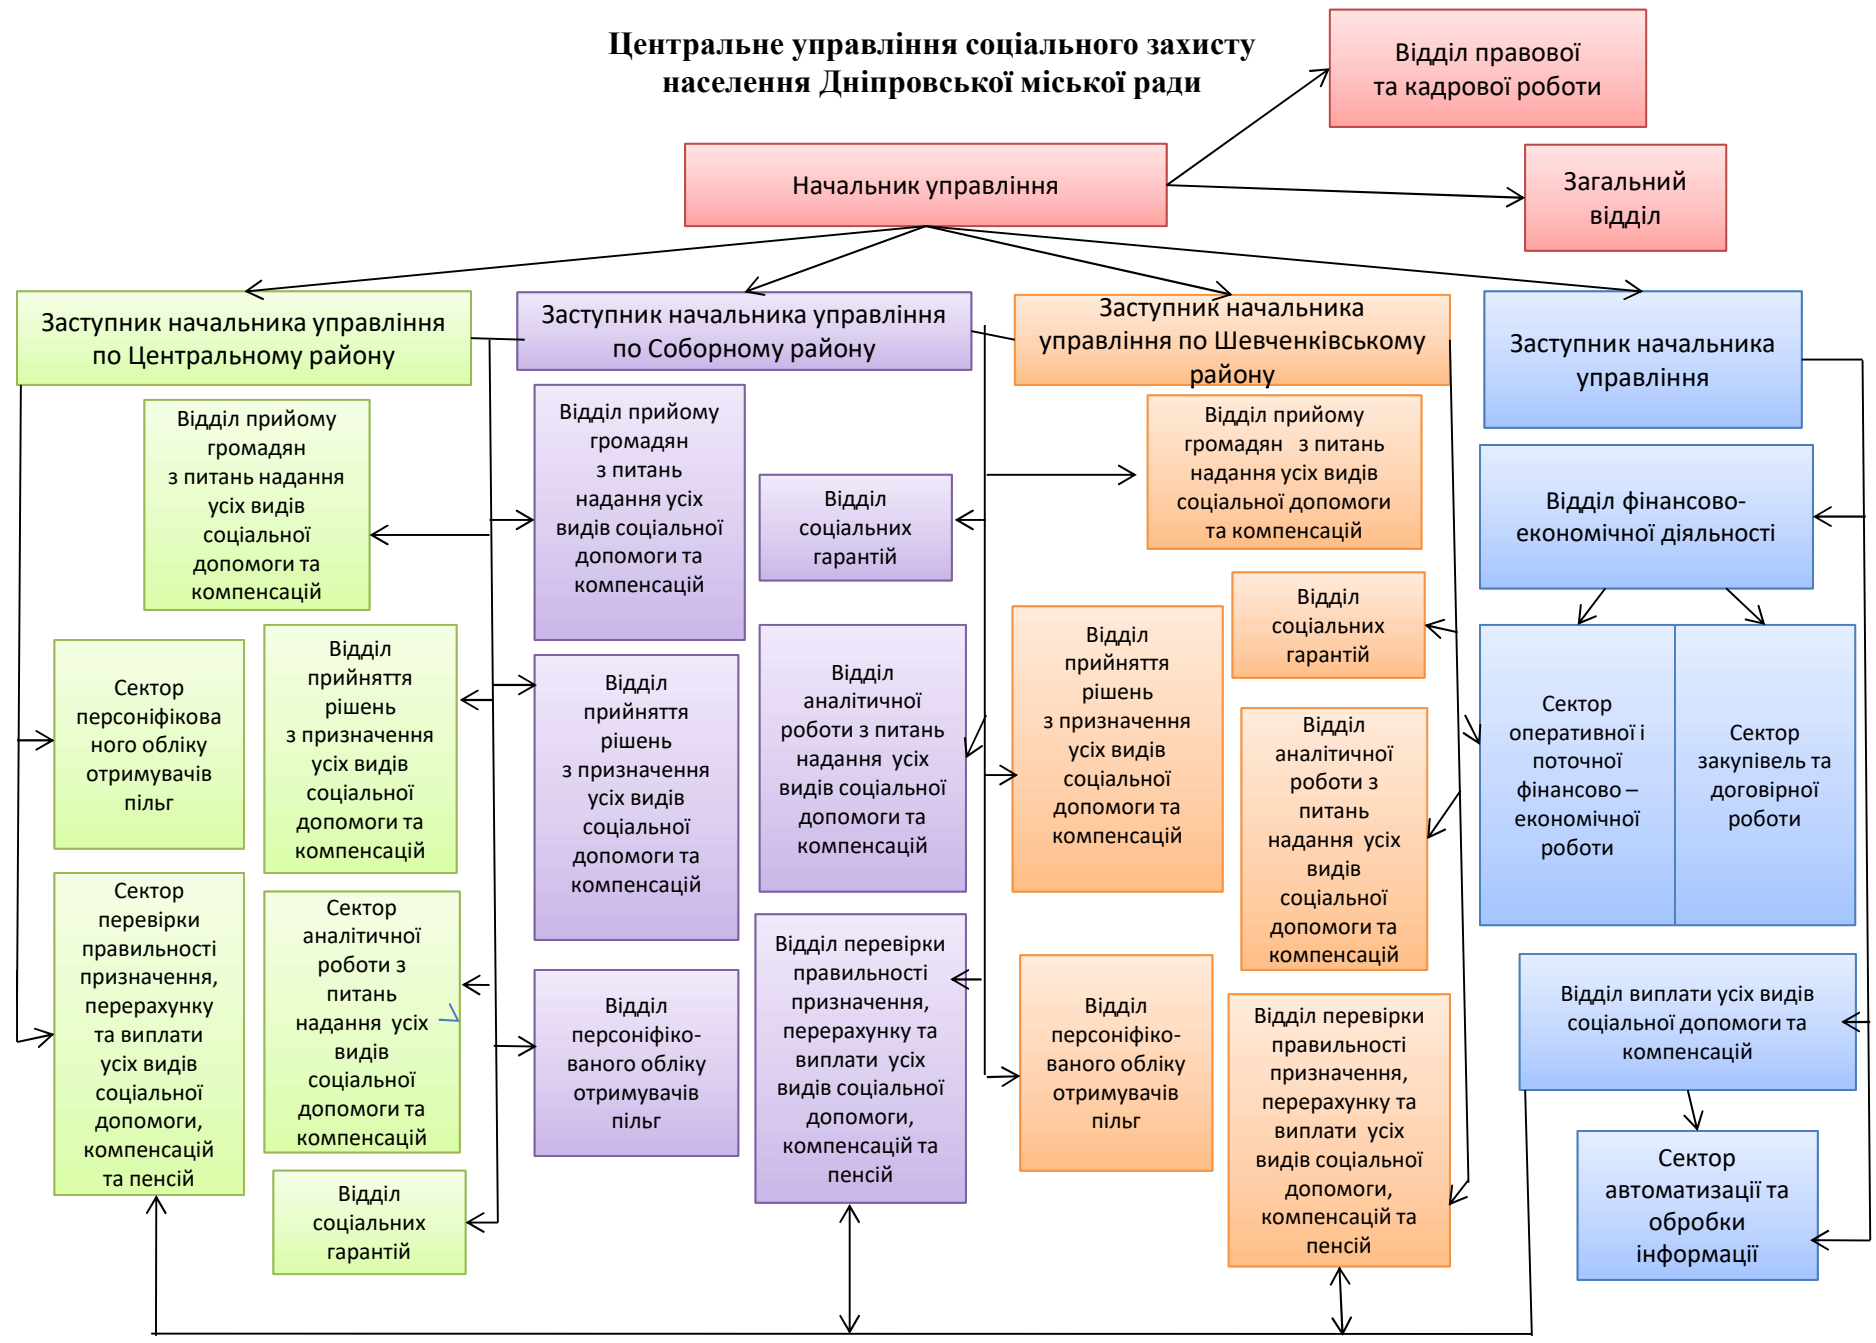 Центральне управління соціального захисту
населення Дніпровської міської ради
Відділ правової
та кадрової роботи
Начальник управління
Загальний
відділ
Заступник начальника управління
по Центральному району
Заступник начальника управління
по Соборному району
Заступник начальника
управління по Шевченківському
району
Заступник начальника
управління
Відділ прийому
громадян
з питань надання
усіх видів
соціальної
допомоги та
компенсацій
Сектор
персоніфікова
ного обліку
отримувачів
пільг
Відділ
прийняття
рішень
з призначення
усіх видів
соціальної
допомоги та
компенсацій
Сектор
перевірки
правильності
призначення,
перерахунку
та виплати
усіх видів
соціальної
допомоги,
компенсацій
та пенсій
Сектор
аналітичної
роботи з
питань
надання  усіх
видів
соціальної
допомоги та
компенсацій
Відділ
соціальних
гарантій
Відділ прийому
громадян
з питань
надання усіх
видів соціальної
допомоги та
компенсацій
Відділ
соціальних
гарантій
Відділ
прийняття
рішень
з призначення
усіх видів
соціальної
допомоги та
компенсацій
Відділ
аналітичної
роботи з питань
надання  усіх
видів соціальної
допомоги та
компенсацій
Відділ
персоніфіко-
ваного обліку
отримувачів
пільг
Відділ перевірки
правильності
призначення,
перерахунку та
виплати  усіх
видів соціальної
допомоги,
компенсацій та
пенсій
Відділ прийому
громадян   з питань
надання усіх видів
соціальної допомоги
та компенсацій
Відділ
соціальних
гарантій
Відділ
прийняття
рішень
з призначення
усіх видів
соціальної
допомоги та
компенсацій
Відділ
аналітичної
роботи з
питань
надання  усіх
видів
соціальної
допомоги та
компенсацій
Відділ
персоніфіко-
ваного обліку
отримувачів
пільг
Відділ перевірки
правильності
призначення,
перерахунку та
виплати  усіх
видів соціальної
допомоги,
компенсацій та
пенсій
Відділ фінансово-
економічної діяльності
Сектор
оперативної і
поточної
фінансово –
економічної
роботи
Сектор
закупівель та
договірної
роботи
Відділ виплати усіх видів
соціальної допомоги та
компенсацій
Сектор
автоматизації та
обробки
інформації